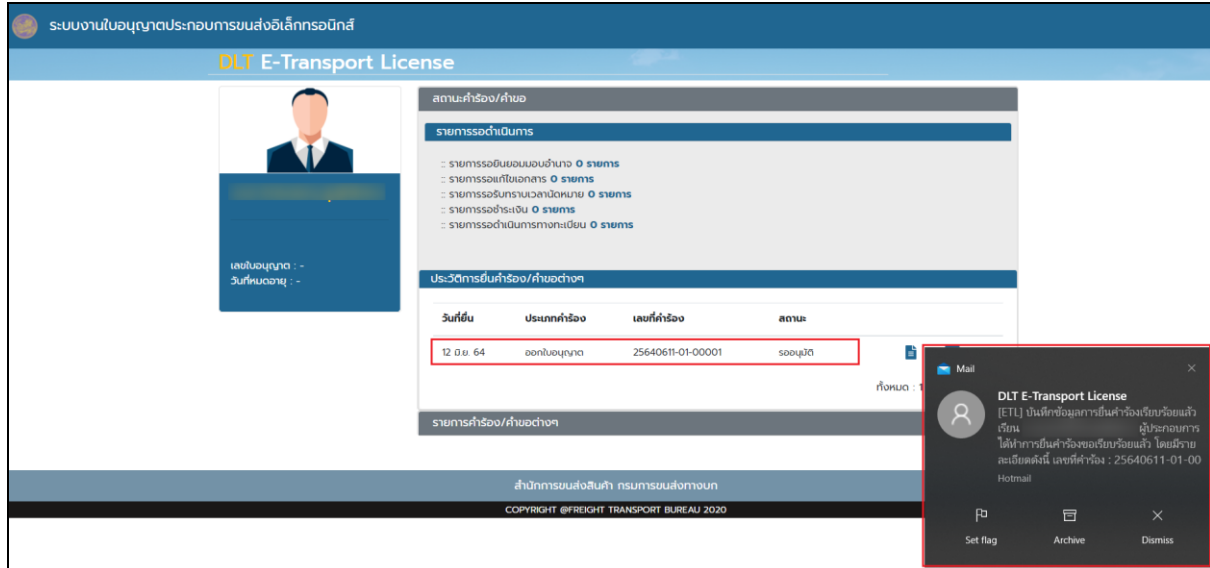 ระบบงานใบอนุญาตประกอบการขนส่งอิเล็กทรอนิกส์
DLT E-Transport License
สถานะคำร้อง/คำขอ
รายการรอดำเนินการ
:: รายการรอยินยอมมอบอำนาจ 0 รายการ
:: รายการรอแก้ไขเอกสาร 0 รายการ
:: รายการรอรับทราบเวลานัดหมาย 0 รายการ
:: รายการรอชำระเงิน 0 รายการ
:: รายการรอดำเนินการทางทะเบียน 0 รายการ
เลขใบอนุญาต : -
วันที่หมดอายุ : -
ประวัติการยื่นคำร้อง/คำขอต่างๆ
วันที่ยื่น ประเภทคำร้อง เลขที่คำร้อง สถานะ
12 มิ.ย. 64 ออกใบอนุญาต 25640611-01-00001 รออนุมัติ
ทั้งหมด : 1
รายการคำร้อง/คำขอต่างๆ
สำนักการขนส่งสินค้า กรมการขนส่งทางบก
COPYRIGHT @FREIGHT TRANSPORT BUREAU 2020
Mail
DLT E-Transport License
[ETL] บันทึกข้อมูลการยื่นคำร้องเรียบร้อยแล้ว
เรียน ผู้ประกอบการ
ได้ทำการยื่นคำร้องขอเรียบร้อยแล้ว โดยมีราย
ละเอียดดังนี้ เลขที่คำร้อง : 25640611-01-00
Hotmail
Set flag Archive Dismiss